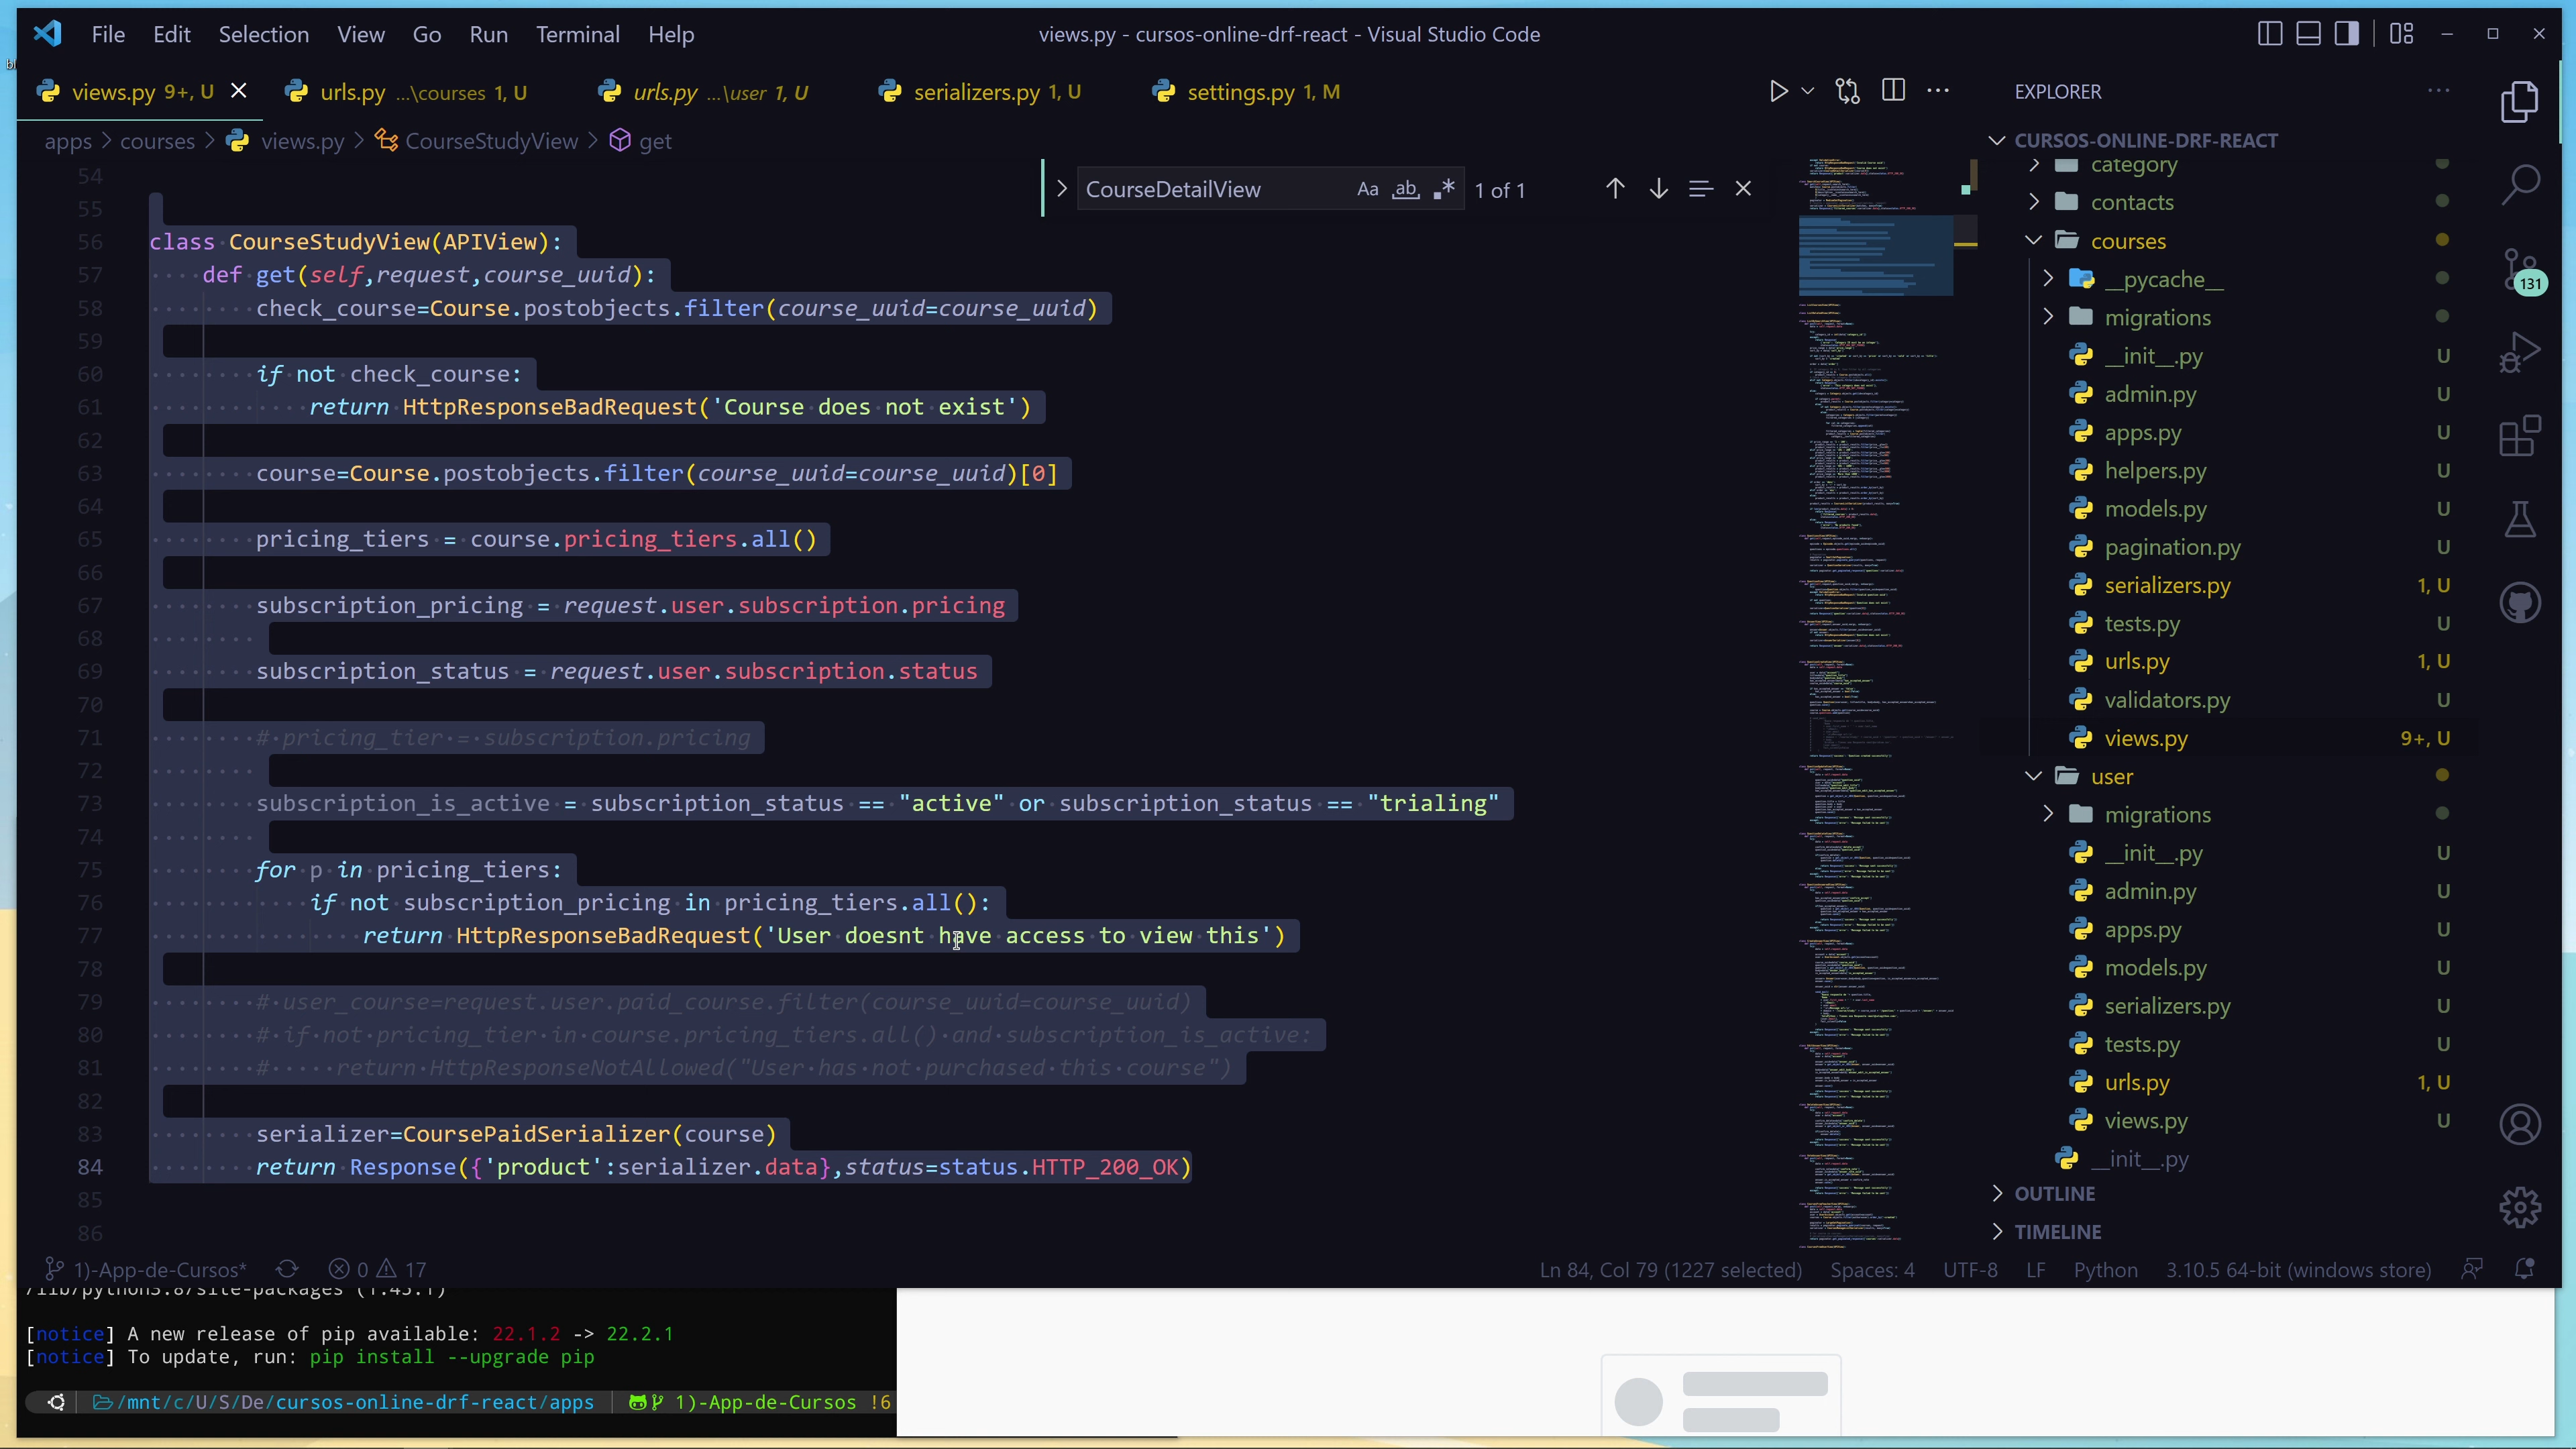 File Edit Selection View Go Run Terminal Help
views.py - cursos-online-drf-react - Visual Studio Code
views.py 9+, U
urls.py ...\courses 1, U
urls.py ...\user 1, U
serializers.py 1, U
settings.py 1, M
apps > courses > views.py > CourseStudyView > get
CourseDetailView Aa ab 1 of 1
54
55
56 class CourseStudyView(APIView):
57 def get(self,request,course_uuid):
58 check_course=Course.postobjects.filter(course_uuid=course_uuid)
59
60 if not check_course:
61 return HttpResponseBadRequest('Course does not exist')
62
63 course=Course.postobjects.filter(course_uuid=course_uuid)[0]
64
65 pricing_tiers = course.pricing_tiers.all()
66
67 subscription_pricing = request.user.subscription.pricing
68
69 subscription_status = request.user.subscription.status
70
71 # pricing_tier = subscription.pricing
72
73 subscription_is_active = subscription_status == "active" or subscription_status == "trialing"
74
75 for p in pricing_tiers:
76 if not subscription_pricing in pricing_tiers.all():
77 return HttpResponseBadRequest('User doesnt have access to view this')
78
79 # user_course=request.user.paid_course.filter(course_uuid=course_uuid)
80 # if not pricing_tier in course.pricing_tiers.all() and subscription_is_active:
81 # return HttpResponseNotAllowed("User has not purchased this course")
82
83 serializer=CoursePaidSerializer(course)
84 return Response({'product':serializer.data},status=status.HTTP_200_OK)
85
86
EXPLORER
CURSOS-ONLINE-DRF-REACT
category
contacts
courses
__pycache__
migrations
__init__.py U
admin.py U
apps.py U
helpers.py U
models.py U
pagination.py U
serializers.py 1, U
tests.py U
urls.py 1, U
validators.py U
views.py 9+, U
user
migrations
__init__.py U
admin.py U
apps.py U
models.py U
serializers.py U
tests.py U
urls.py 1, U
views.py U
__init__.py
OUTLINE
TIMELINE
131
1)-App-de-Cursos* 0 17
Ln 84, Col 79 (1227 selected) Spaces: 4 UTF-8 LF Python 3.10.5 64-bit (windows store)
/lib/python3.8/site-packages (1.45.1)
[notice] A new release of pip available: 22.1.2 -> 22.2.1
[notice] To update, run: pip install --upgrade pip
/mnt/c/U/S/De/cursos-online-drf-react/apps 1)-App-de-Cursos !6